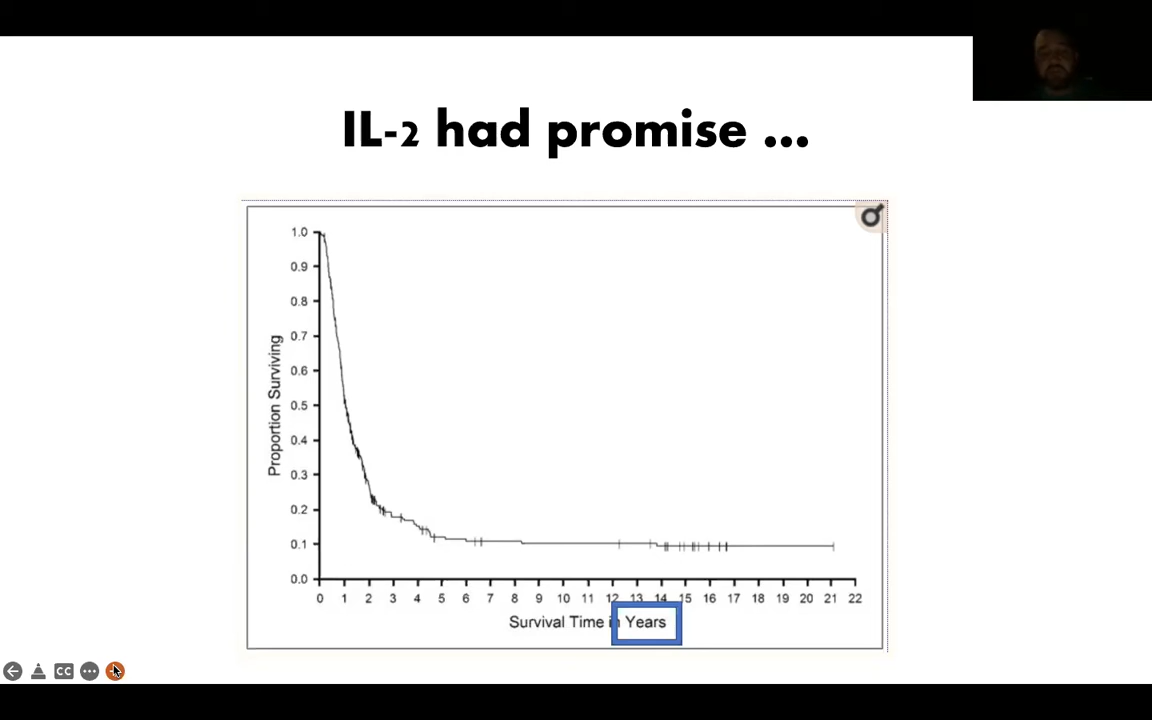 IL-2 had promise ...
1.0
0.9
0.8
0.7
0.6
0.5
0.4
0.3
0.2
0.1
0.0
Proportion Surviving
0 1 2 3 4 5 6 7 8 9 10 11 12 13 14 15 16 17 18 19 20 21 22
Survival Time in Years
CC